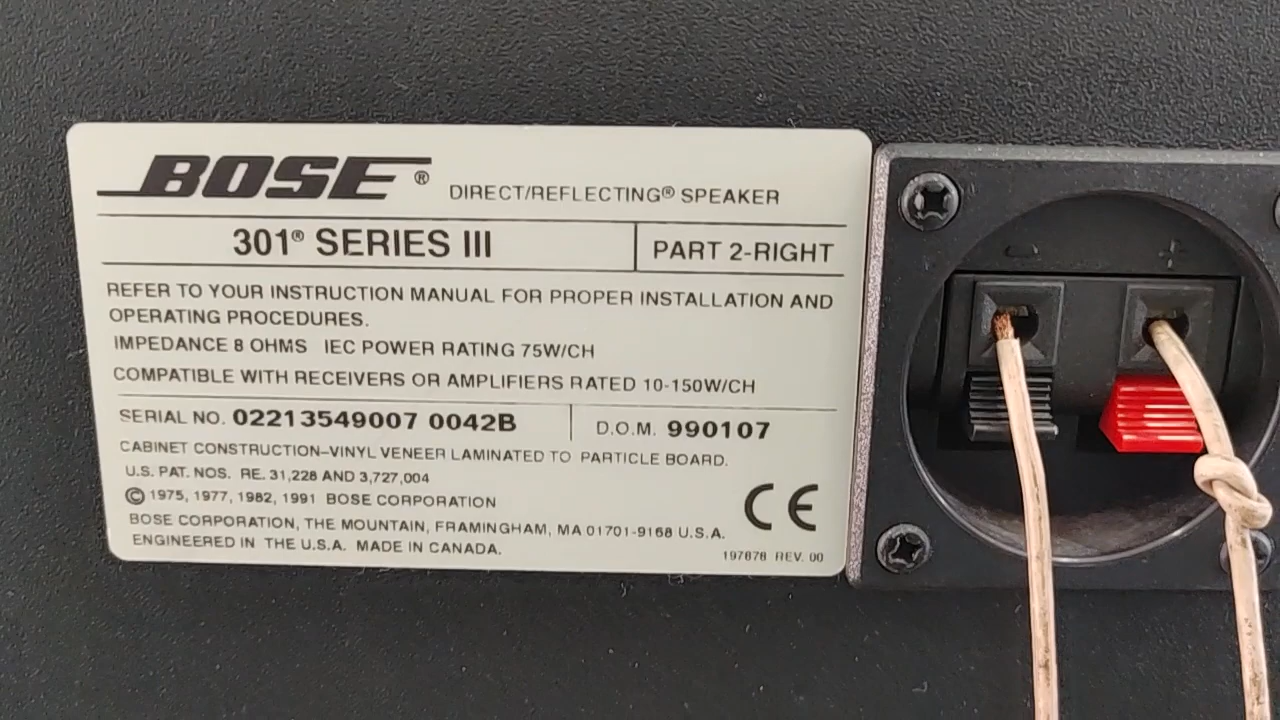 BOSE® DIRECT/REFLECTING® SPEAKER
301® SERIES III PART 2-RIGHT
REFER TO YOUR INSTRUCTION MANUAL FOR PROPER INSTALLATION AND
OPERATING PROCEDURES.
IMPEDANCE 8 OHMS IEC POWER RATING 75W/CH
COMPATIBLE WITH RECEIVERS OR AMPLIFIERS RATED 10-150W/CH
SERIAL NO. 02213549007 0042B D.O.M. 990107
CABINET CONSTRUCTION-VINYL VENEER LAMINATED TO PARTICLE BOARD.
U.S. PAT. NOS. RE. 31,228 AND 3,727,004
© 1975, 1977, 1982, 1991 BOSE CORPORATION
BOSE CORPORATION, THE MOUNTAIN, FRAMINGHAM, MA 01701-9168 U.S.A.
ENGINEERED IN THE U.S.A. MADE IN CANADA.
CE
197878 REV. 00
- +